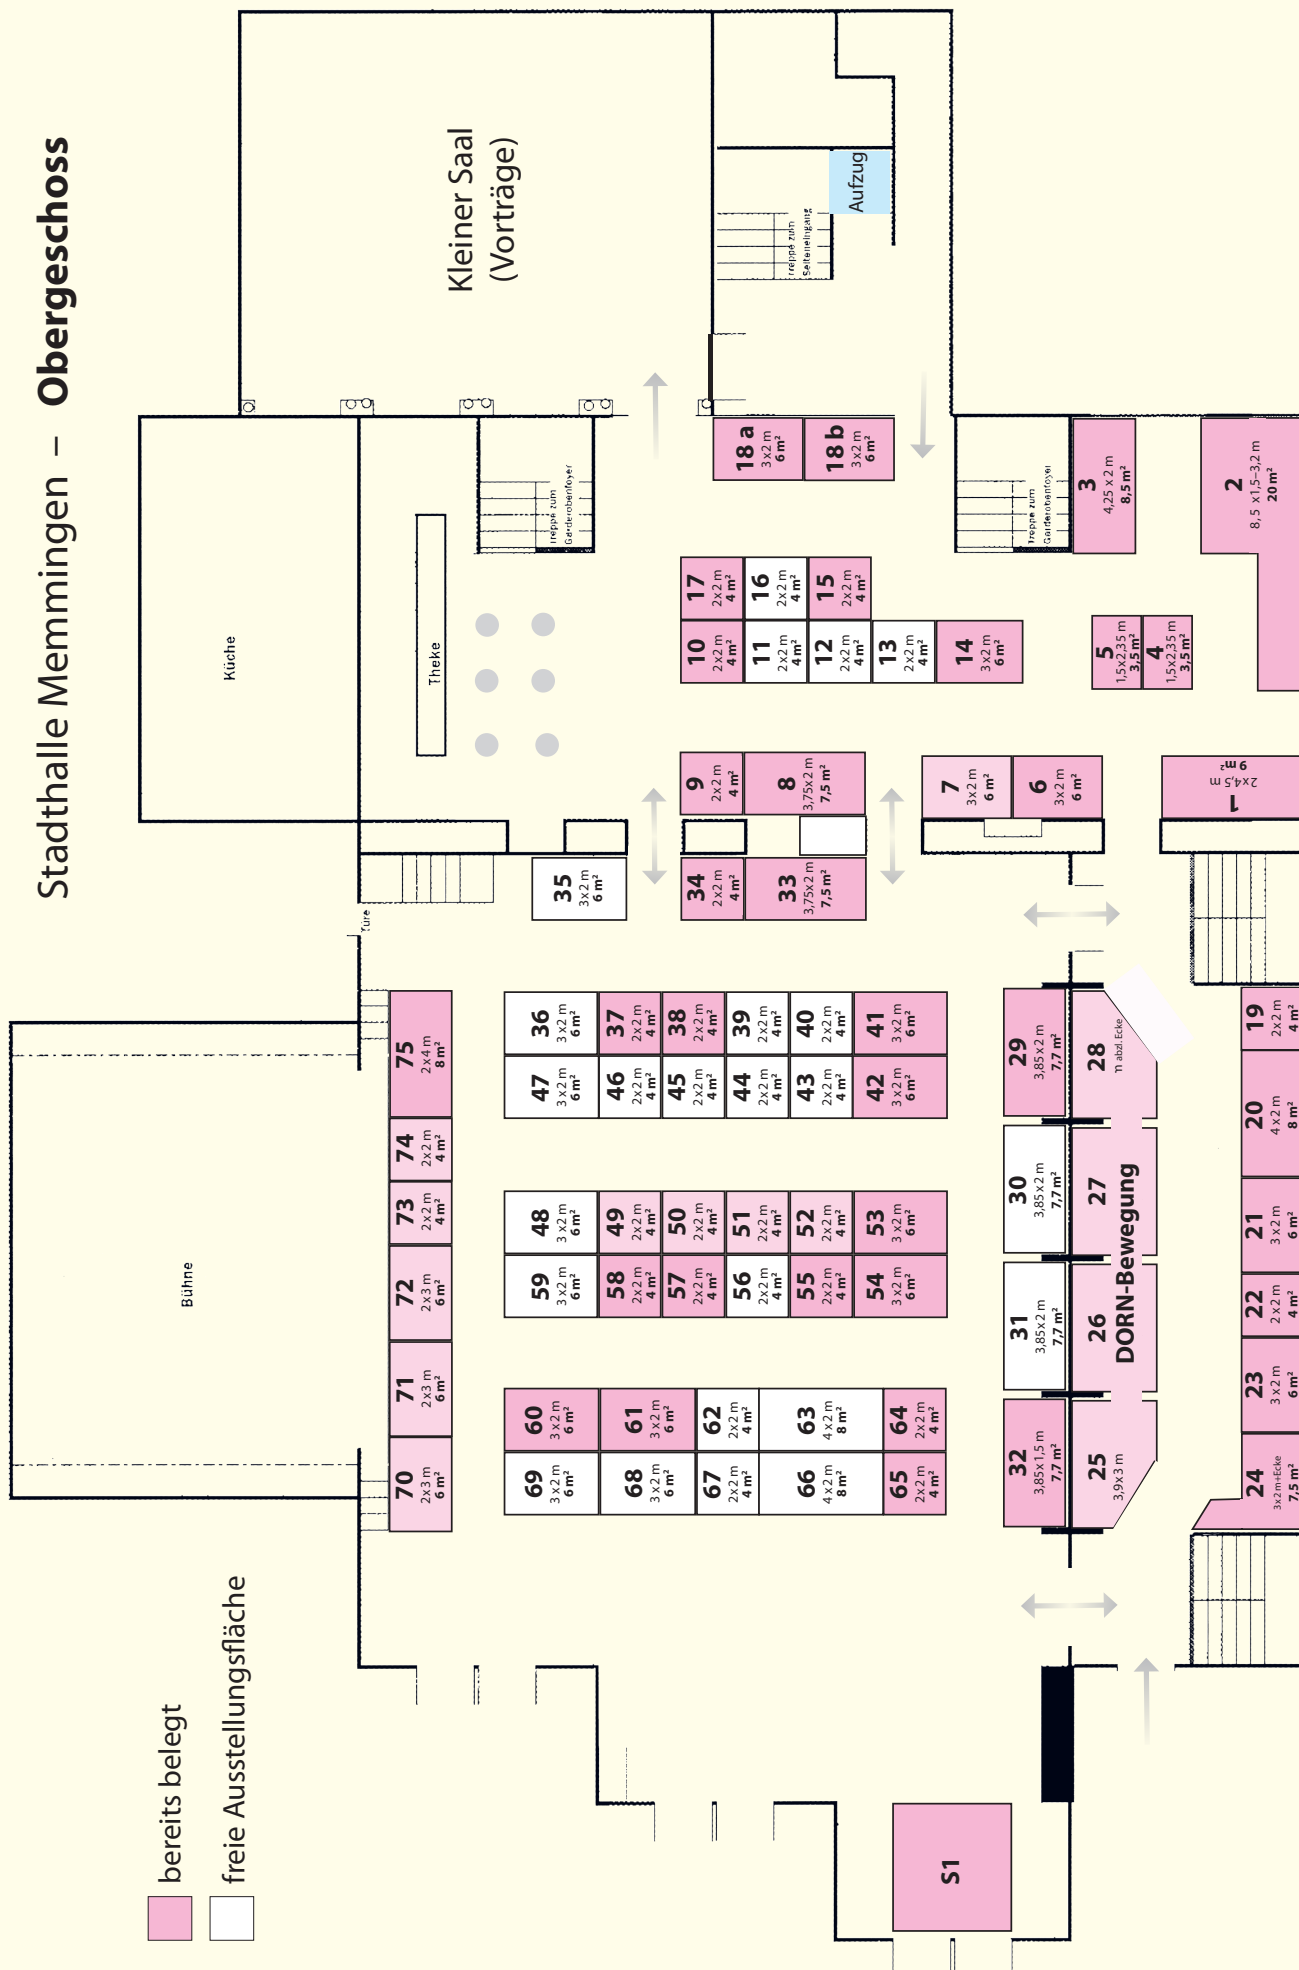 Stadthalle Memmingen – Obergeschoss
bereits belegt
freie Ausstellungsfläche
Bühne
Küche
Kleiner Saal
(Vorträge)
Theke
Türe
Treppe zum
Garderobenfoyer
Treppe zum
Seiteneingang
Aufzug
Treppe zum
Garderobenfoyer
70
2x3 m
6 m²
71
2x3 m
6 m²
72
2x3 m
6 m²
73
2x2 m
4 m²
74
2x2 m
4 m²
75
2x4 m
8 m²
35
3x2 m
6 m²
69
3x2 m
6 m²
60
3x2 m
6 m²
59
3x2 m
6 m²
48
3x2 m
6 m²
47
3x2 m
6 m²
36
3x2 m
6 m²
68
3x2 m
6 m²
61
3x2 m
6 m²
58
2x2 m
4 m²
49
2x2 m
4 m²
46
2x2 m
4 m²
37
2x2 m
4 m²
67
2x2 m
4 m²
62
2x2 m
4 m²
57
2x2 m
4 m²
50
2x2 m
4 m²
45
2x2 m
4 m²
38
2x2 m
4 m²
66
4x2 m
8 m²
63
4x2 m
8 m²
56
2x2 m
4 m²
51
2x2 m
4 m²
44
2x2 m
4 m²
39
2x2 m
4 m²
55
2x2 m
4 m²
52
2x2 m
4 m²
43
2x2 m
4 m²
40
2x2 m
4 m²
65
2x2 m
4 m²
64
2x2 m
4 m²
54
3x2 m
6 m²
53
3x2 m
6 m²
42
3x2 m
6 m²
41
3x2 m
6 m²
34
2x2 m
4 m²
33
3,75x2 m
7,5 m²
9
2x2 m
4 m²
8
3,75x2 m
7,5 m²
10
2x2 m
4 m²
17
2x2 m
4 m²
11
2x2 m
4 m²
16
2x2 m
4 m²
12
2x2 m
4 m²
15
2x2 m
4 m²
13
2x2 m
4 m²
14
3x2 m
6 m²
18 a
3x2 m
6 m²
18 b
3x2 m
6 m²
7
3x2 m
6 m²
6
3x2 m
6 m²
5
1,5x2,35 m
3,5 m²
4
1,5x2,35 m
3,5 m²
3
4,25 x 2 m
8,5 m²
2
8,5 x1,5–3,2 m
20 m²
1
2x4,5 m
9 m²
S1
32
3,85x1,5 m
7,7 m²
31
3,85x2 m
7,7 m²
30
3,85x2 m
7,7 m²
29
3,85x2 m
7,7 m²
25
3,9x3 m
26
27
28
m abzl. Ecke
DORN-Bewegung
24
3x2 m+Ecke
7,5 m²
23
3x2 m
6 m²
22
2x2 m
4 m²
21
3x2 m
6 m²
20
4x2 m
8 m²
19
2x2 m
4 m²